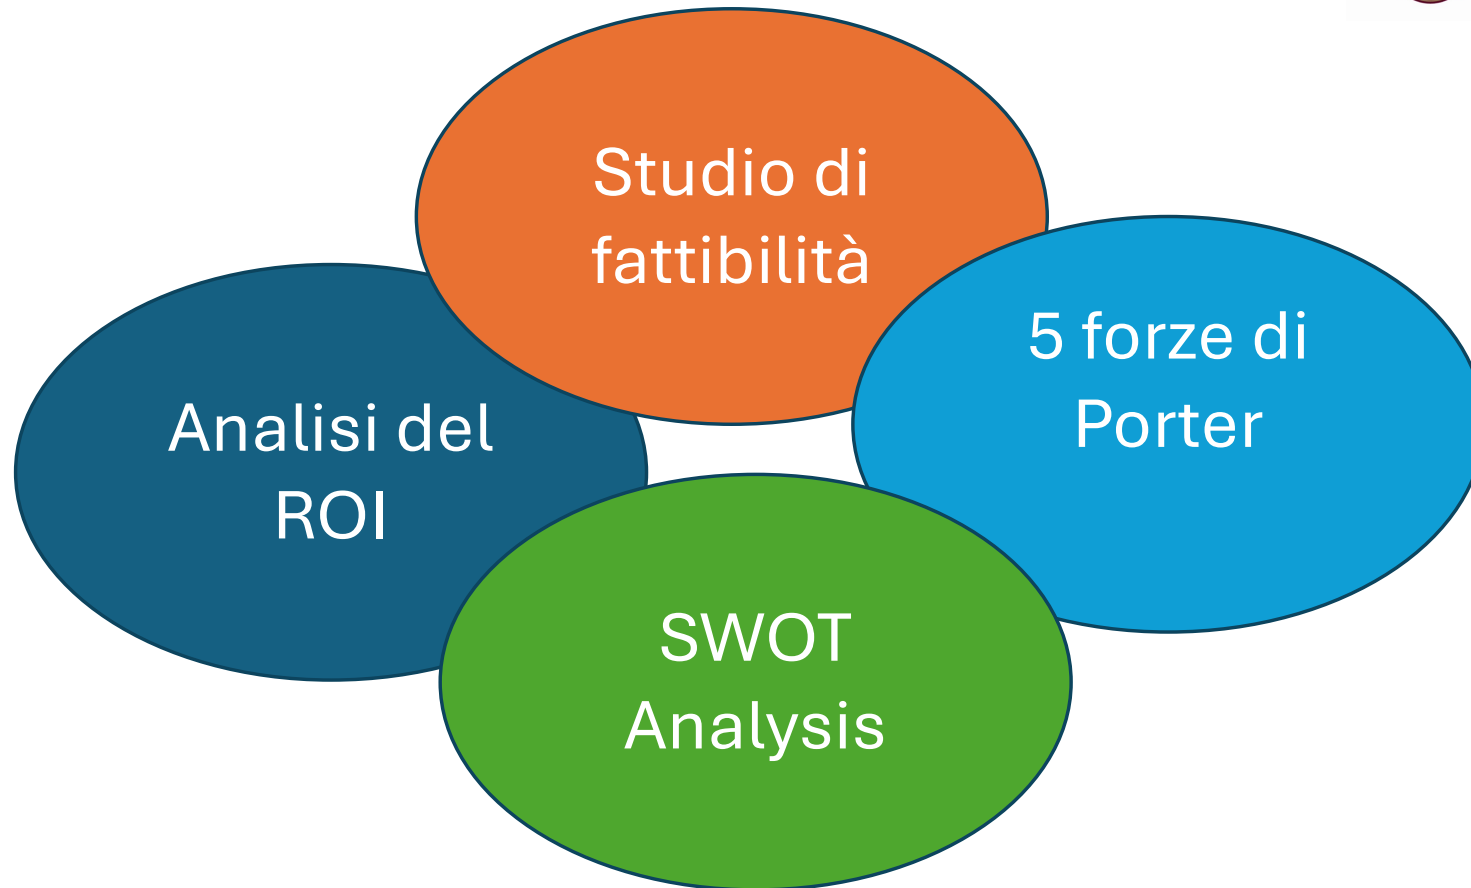 Studio di
fattibilità
5 forze di
Porter
Analisi del
ROI
SWOT
Analysis